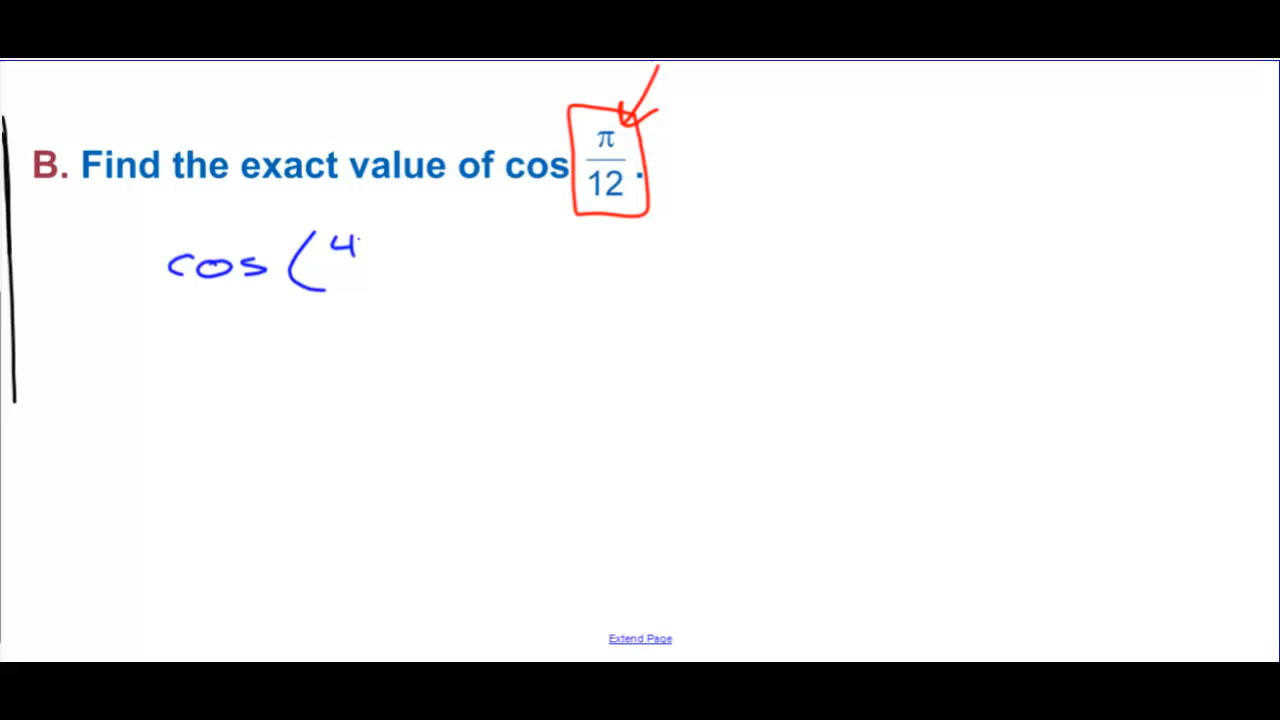 B. Find the exact value of cos π/12.
cos (4
Extend Page